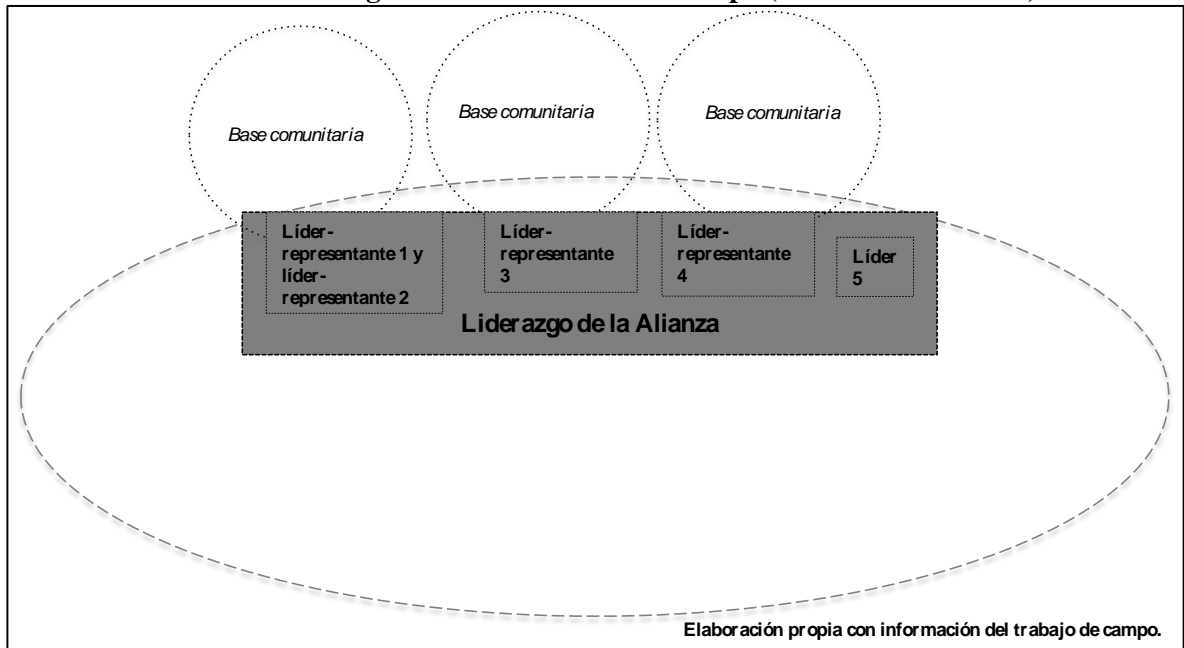 Base comunitaria
Base comunitaria
Base comunitaria
Líder-
representante 1 y
líder-
representante 2
Líder-
representante
3
Líder-
representante
4
Líder
5
Liderazgo de la Alianza
Elaboración propia con información del trabajo de campo.